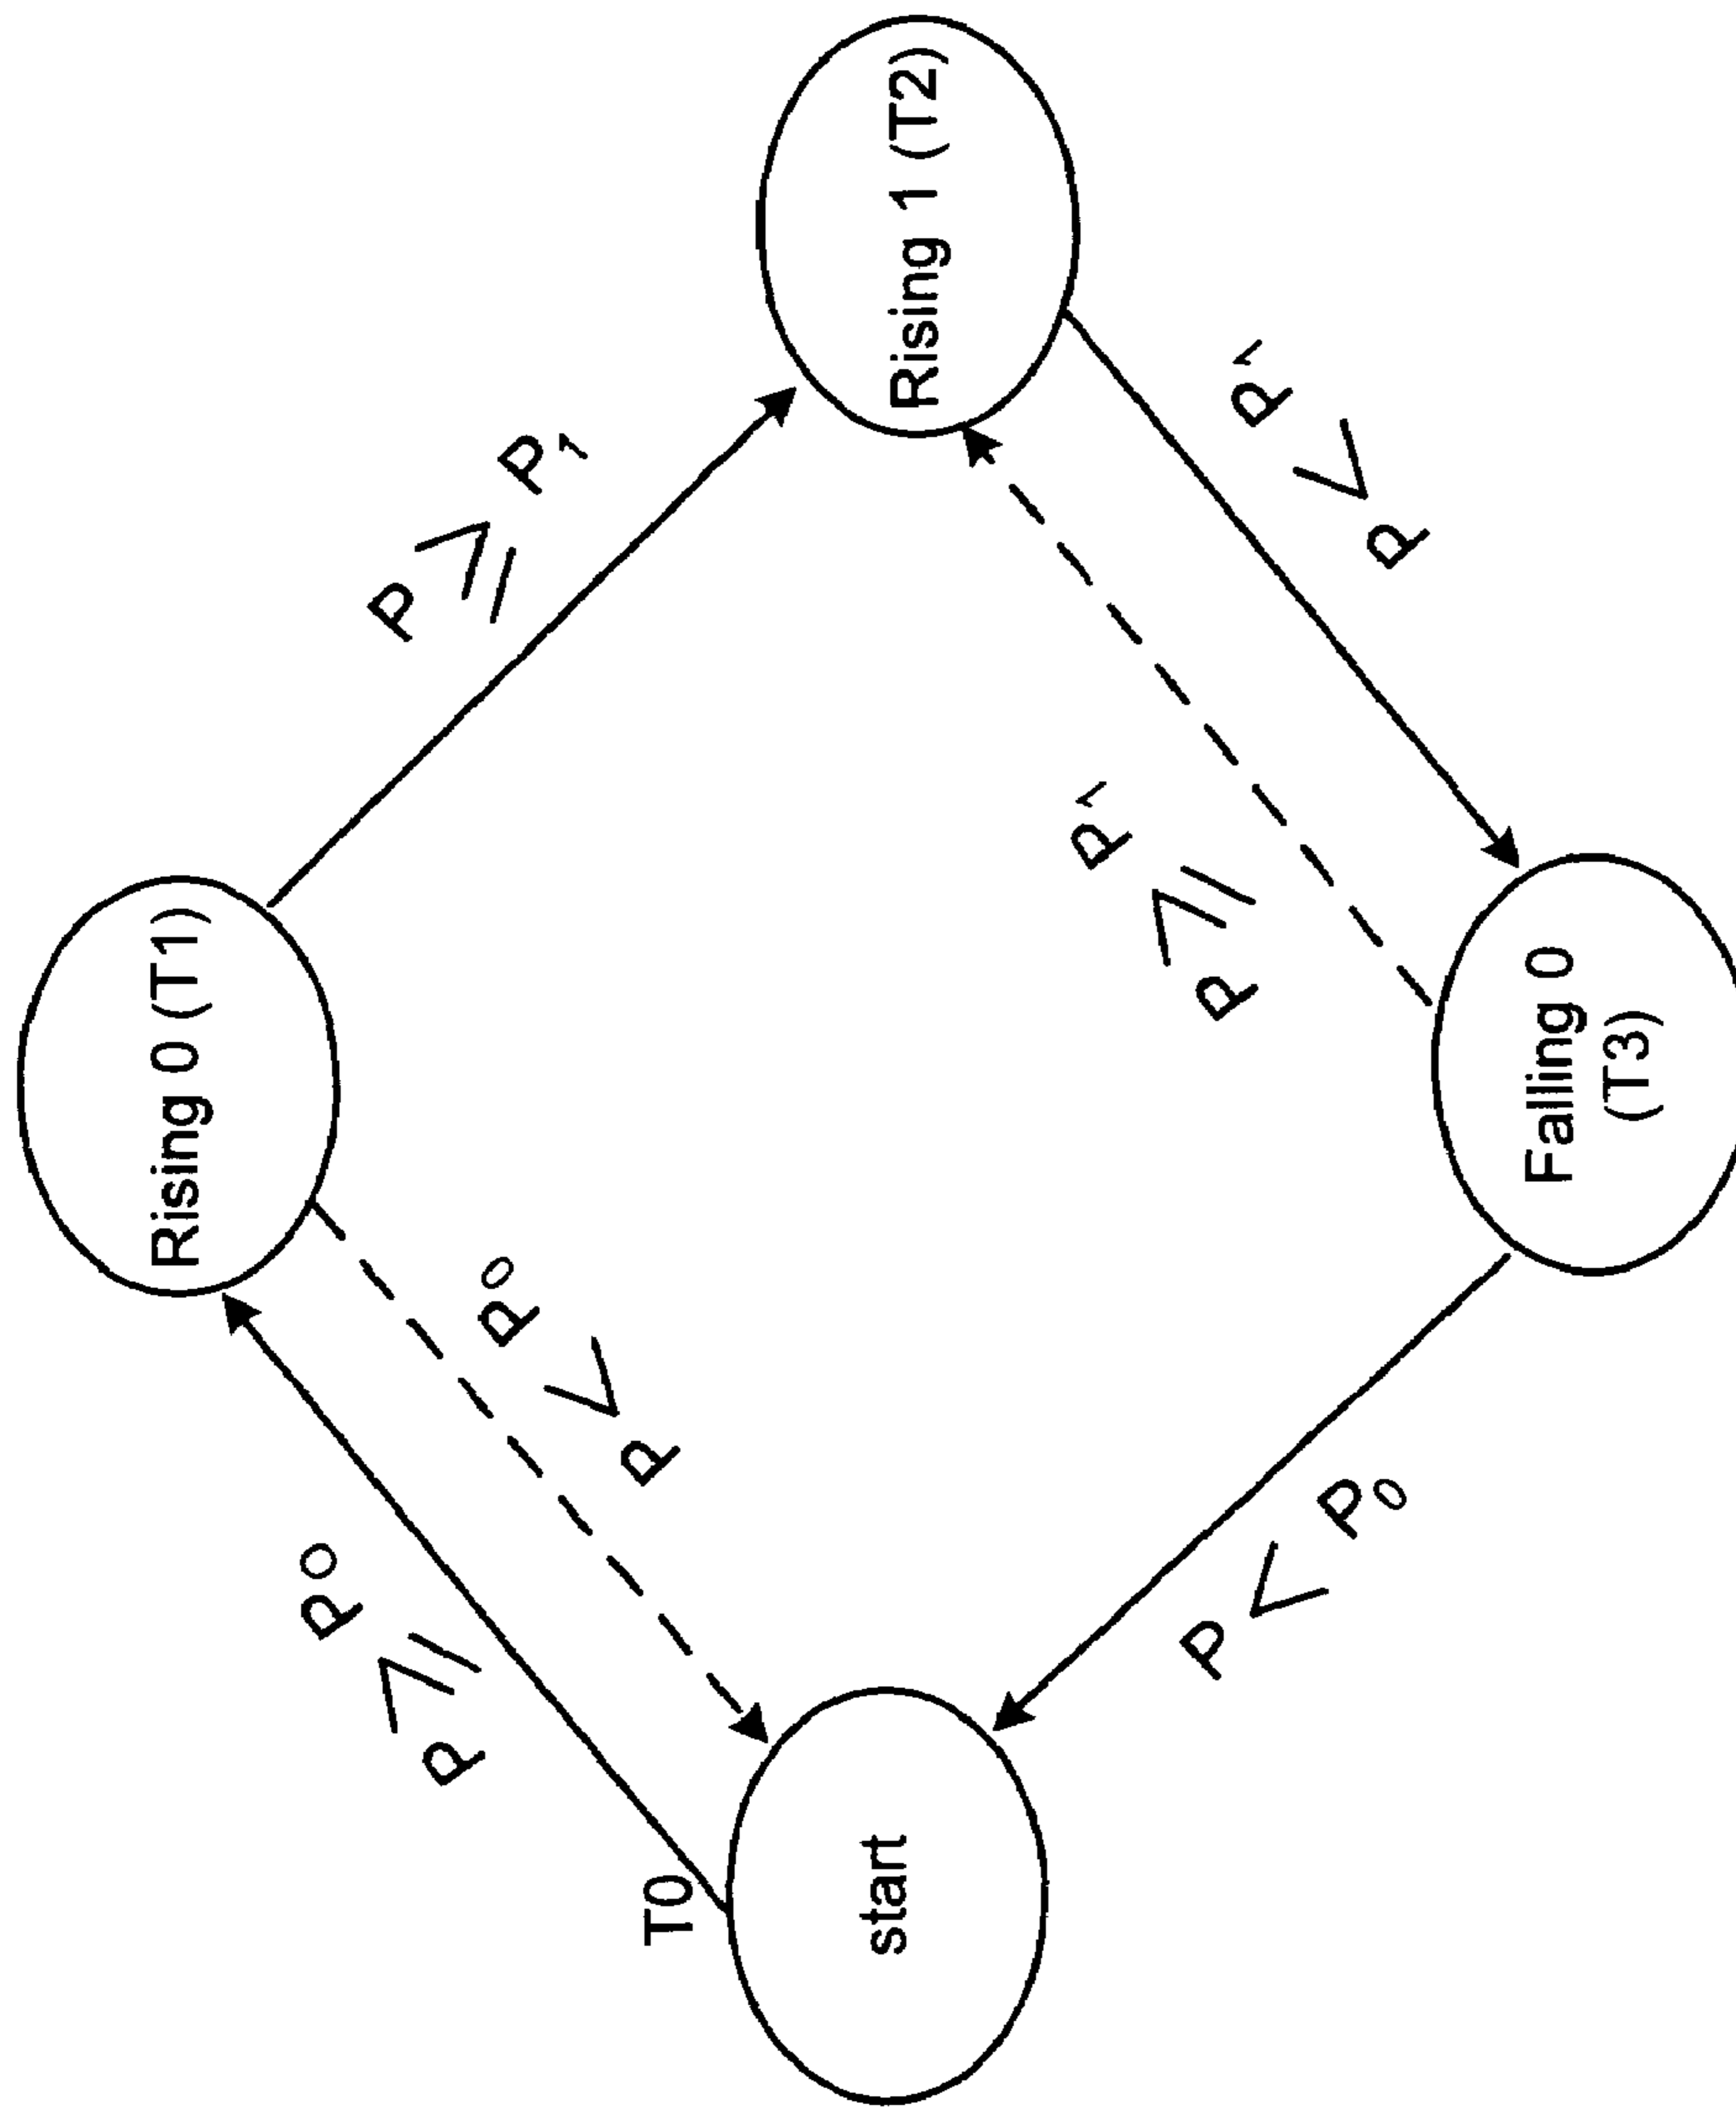 Rising 0 (T1)
P ≥ P₀
P ≥ P₁
P < P₀
T0
start
Rising 1 (T2)
P ≥ P₁
P < P₀
P < P₁
Falling 0
(T3)